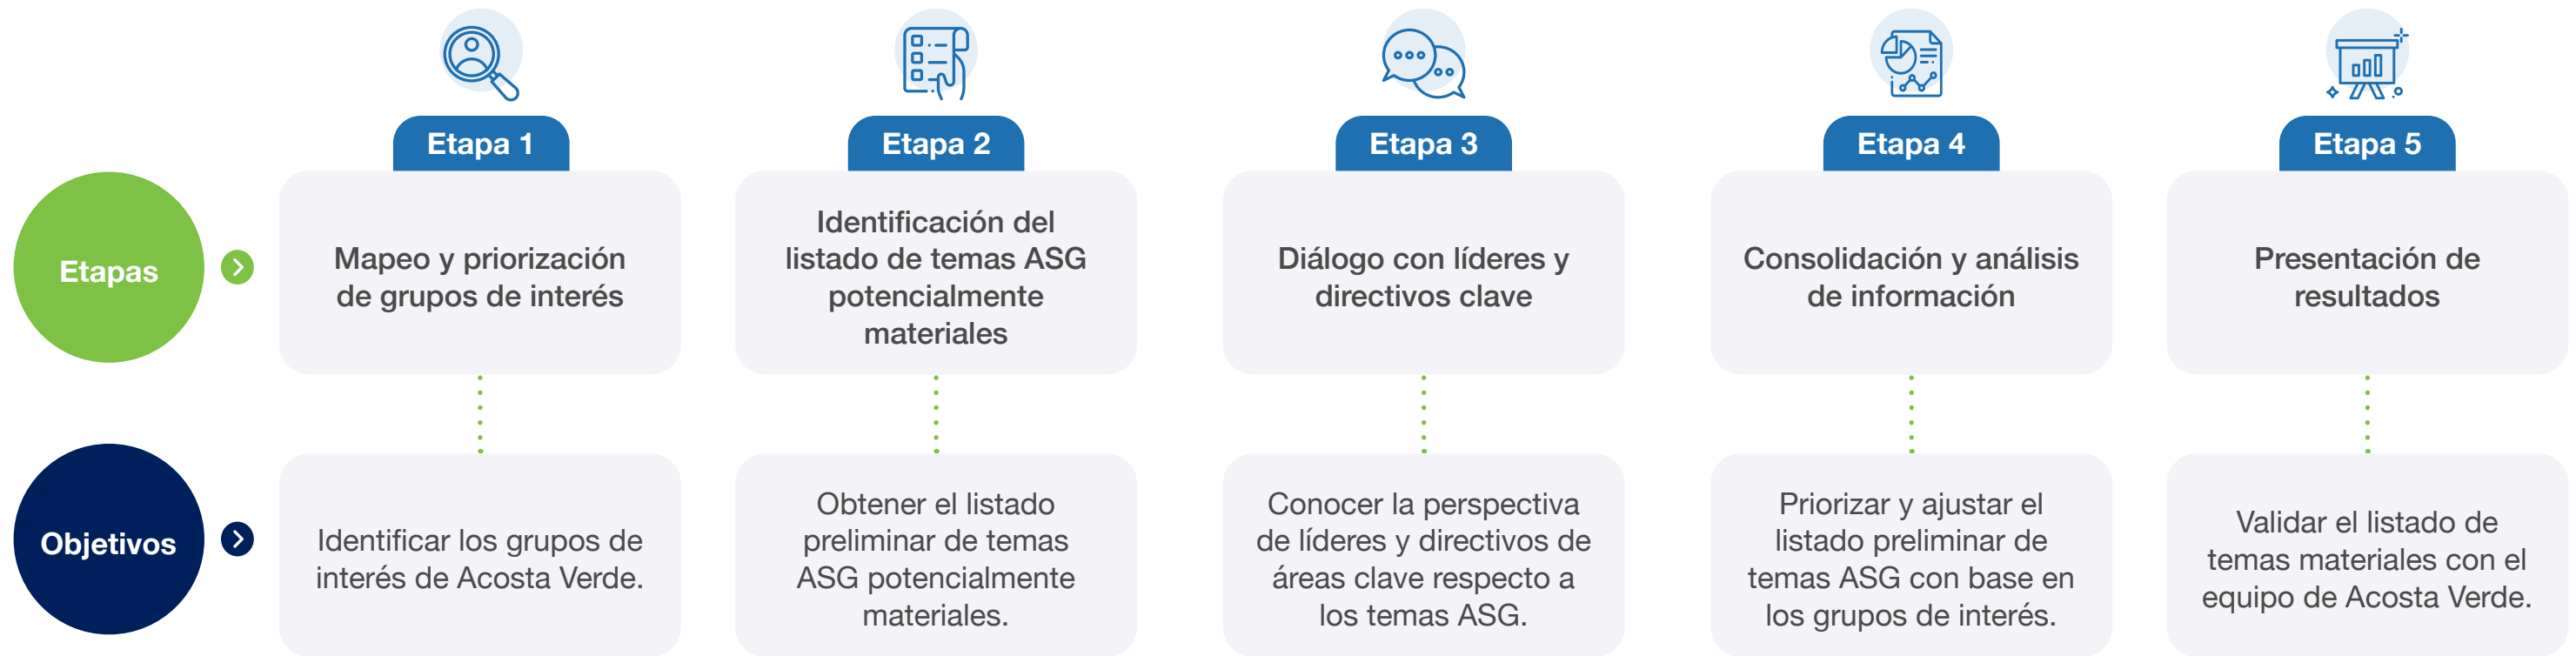 Etapa 1
Etapa 2
Etapa 3
Etapa 4
Etapa 5
Etapas
Mapeo y priorización
de grupos de interés
Identificación del
listado de temas ASG
potencialmente
materiales
Diálogo con líderes y
directivos clave
Consolidación y análisis
de información
Presentación de
resultados
Objetivos
Identificar los grupos de
interés de Acosta Verde.
Obtener el listado
preliminar de temas
ASG potencialmente
materiales.
Conocer la perspectiva
de líderes y directivos de
áreas clave respecto a
los temas ASG.
Priorizar y ajustar el
listado preliminar de
temas ASG con base en
los grupos de interés.
Validar el listado de
temas materiales con el
equipo de Acosta Verde.